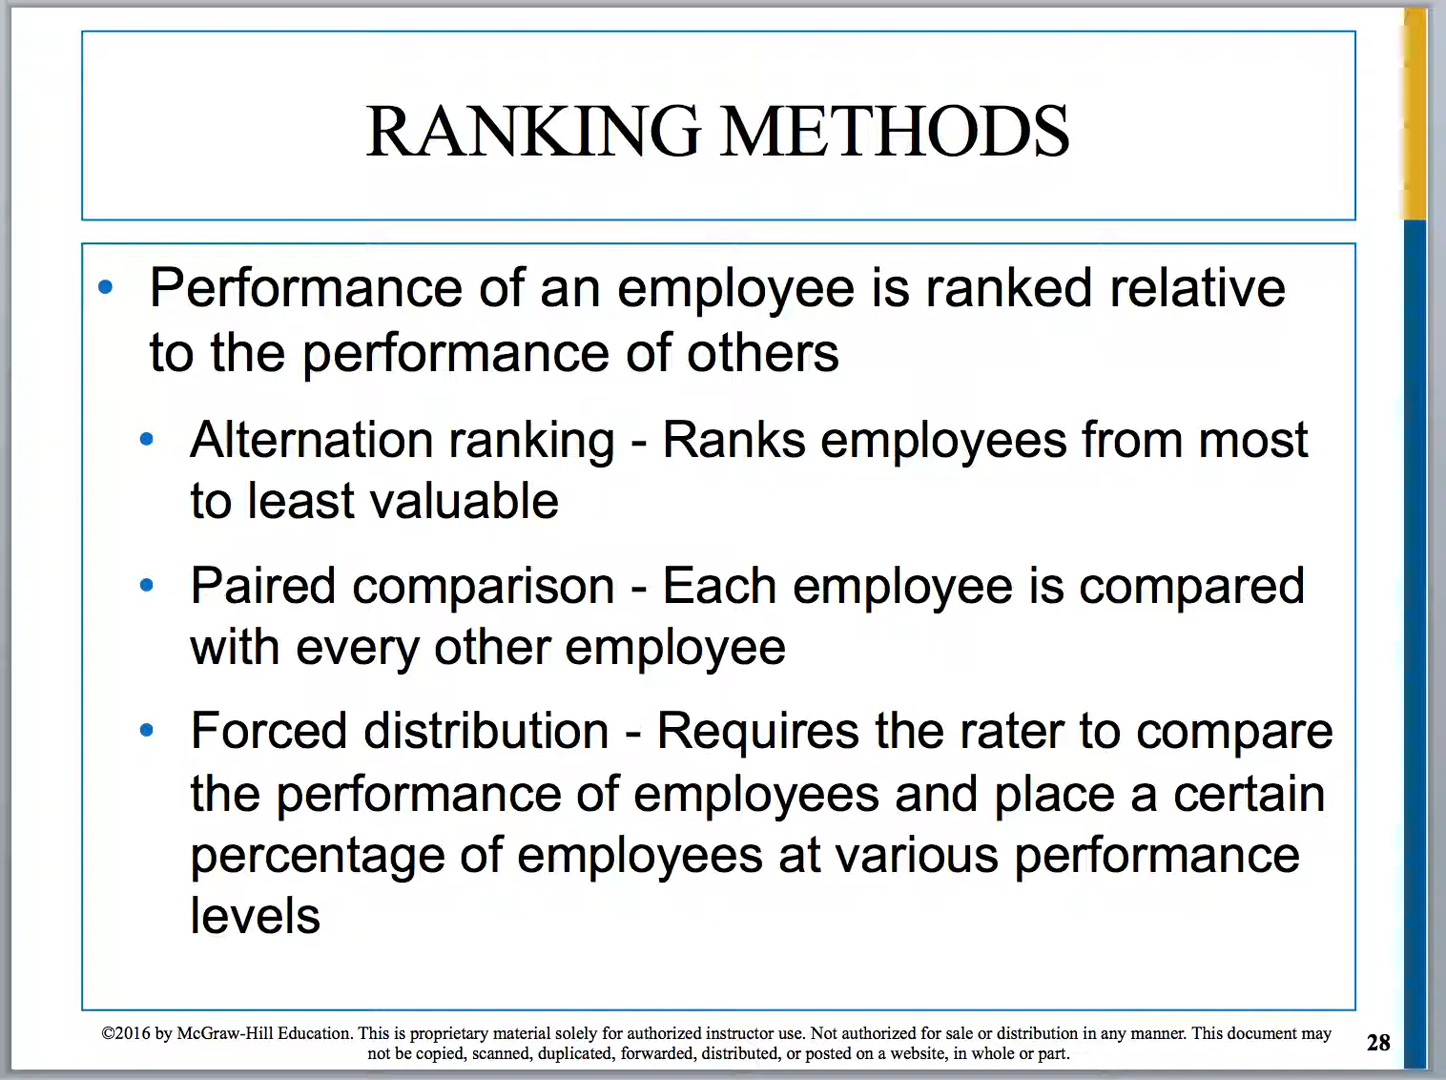 RANKING METHODS
• Performance of an employee is ranked relative
to the performance of others
• Alternation ranking - Ranks employees from most
to least valuable
• Paired comparison - Each employee is compared
with every other employee
• Forced distribution - Requires the rater to compare
the performance of employees and place a certain
percentage of employees at various performance
levels
©2016 by McGraw-Hill Education. This is proprietary material solely for authorized instructor use. Not authorized for sale or distribution in any manner. This document may
not be copied, scanned, duplicated, forwarded, distributed, or posted on a website, in whole or part.
28